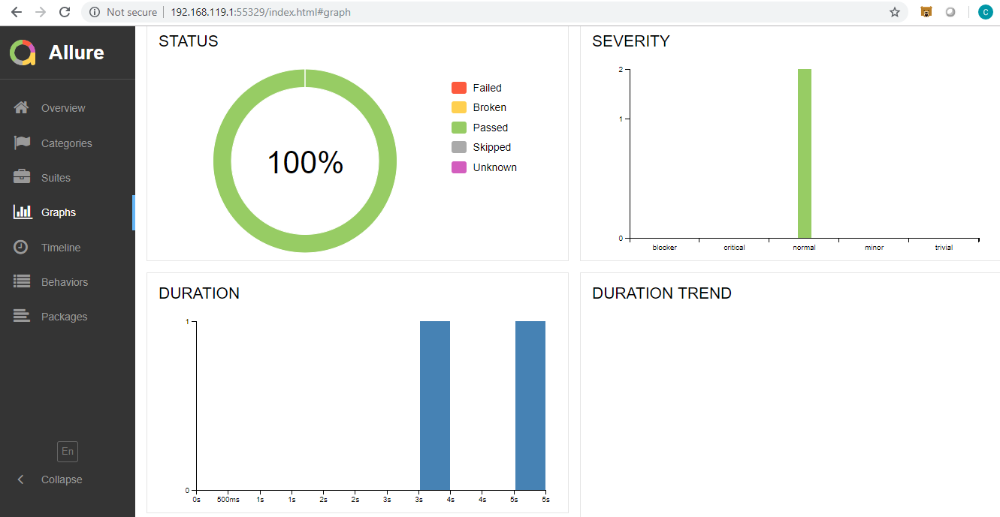 Not secure | 192.168.119.1:55329/index.html#graph
C
Allure
Overview
Categories
Suites
Graphs
Timeline
Behaviors
Packages
En
Collapse
STATUS
100%
Failed
Broken
Passed
Skipped
Unknown
SEVERITY
2
1
0
blocker critical normal minor trivial
DURATION
1
0
0s 500ms 1s 1s 2s 2s 3s 3s 4s 4s 5s 5s
DURATION TREND